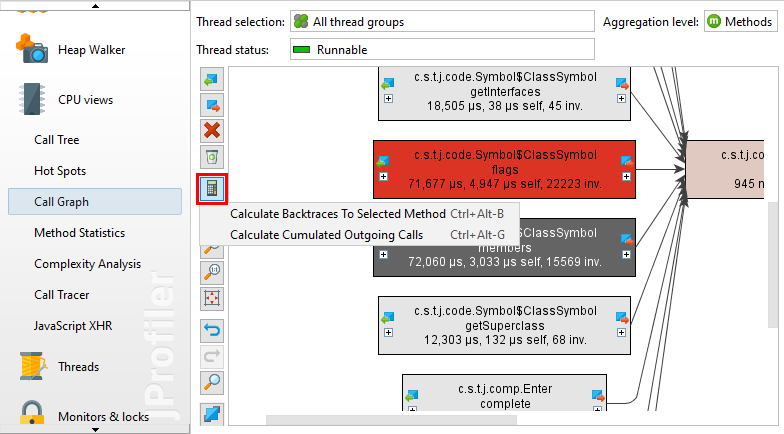 Thread selection: All thread groups Aggregation level: Methods
Thread status: Runnable
Heap Walker
CPU views
Call Tree
Hot Spots
Call Graph
Method Statistics
Complexity Analysis
Call Tracer
JavaScript XHR
Threads
Monitors & locks
JProfiler
c.s.t.j.code.Symbol$ClassSymbol
getInterfaces
18,505 µs, 38 µs self, 45 inv.
c.s.t.j.code.Symbol$ClassSymbol
flags
71,677 µs, 4,947 µs self, 22223 inv.
Calculate Backtraces To Selected Method Ctrl+Alt-B
Calculate Cumulated Outgoing Calls Ctrl+Alt-G
c.s.t.j.code.Symbol$ClassSymbol
members
72,060 µs, 3,033 µs self, 15569 inv.
c.s.t.j.code.Symbol$ClassSymbol
getSuperclass
12,303 µs, 132 µs self, 68 inv.
c.s.t.j.comp.Enter
complete
c.s.t.j.co
945 m